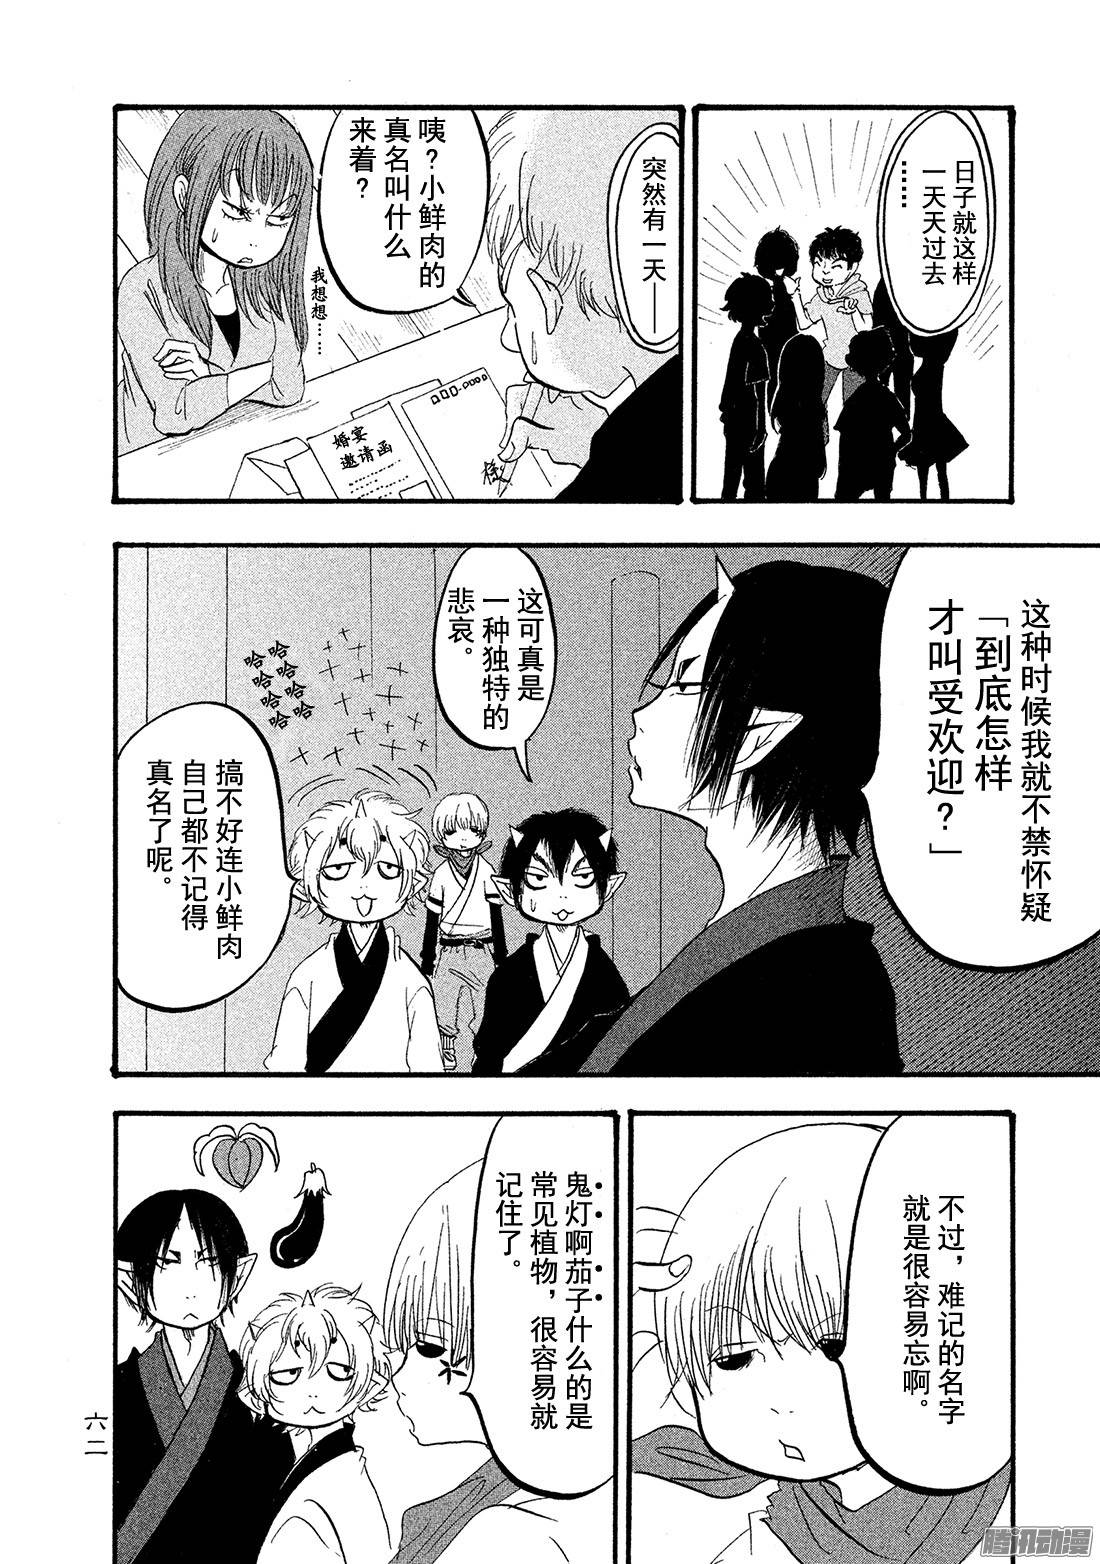 日子就这样
一天天过去
……
突然有一天——
咦？小鲜肉的
真名叫什么
来着？
我想想……
婚宴
邀请函
这种时候我就不禁怀疑
「到底怎样
才叫受欢迎？」
这可真是
一种独特的
悲哀。
哈哈
哈哈
哈哈
哈哈
搞不好连小鲜肉
自己都不记得
真名了呢。
不过，难记的名字
就是很容易忘啊。
鬼灯啊茄子什么的是
常见植物，很容易就
记住了。
六二
腾讯动漫